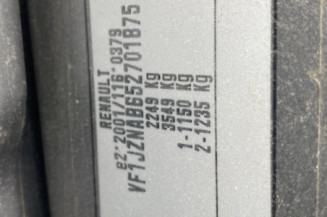 RENAULT
e2*2001/116*0379
VF1JZNAB652701875
2249 Kg
3549 Kg
1-1150 Kg
2-1235 Kg